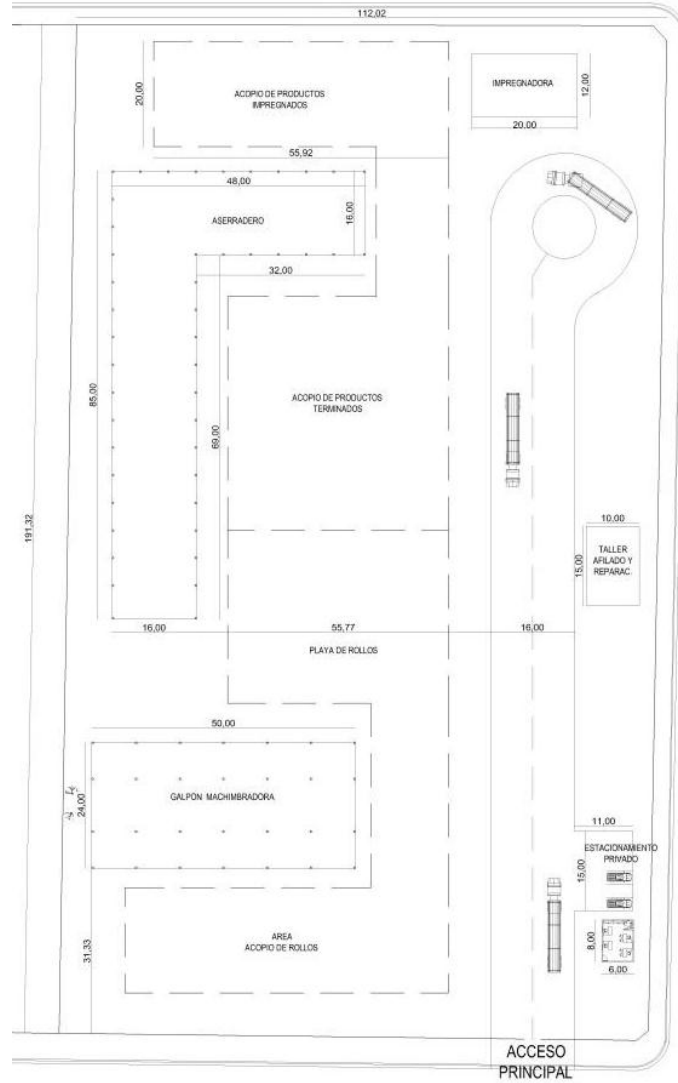 112,02
ACOPIO DE PRODUCTOS
IMPREGNADOS
20,00
IMPREGNADORA
12,00
20.00
55,92
48,00
16,00
ASERRADERO
32,00
85,00
69,00
ACOPIO DE PRODUCTOS
TERMINADOS
191,32
10,00
TALLER
AFILADO Y
REPARAC.
15,00
16,00
55,77
16,00
PLAYA DE ROLLOS
50,00
GALPON MACHIMBRADORA
24,00
11,00
ESTACIONAMIENTO
PRIVADO
15,00
AREA
ACOPIO DE ROLLOS
31,33
8,00
6,00
ACCESO
PRINCIPAL